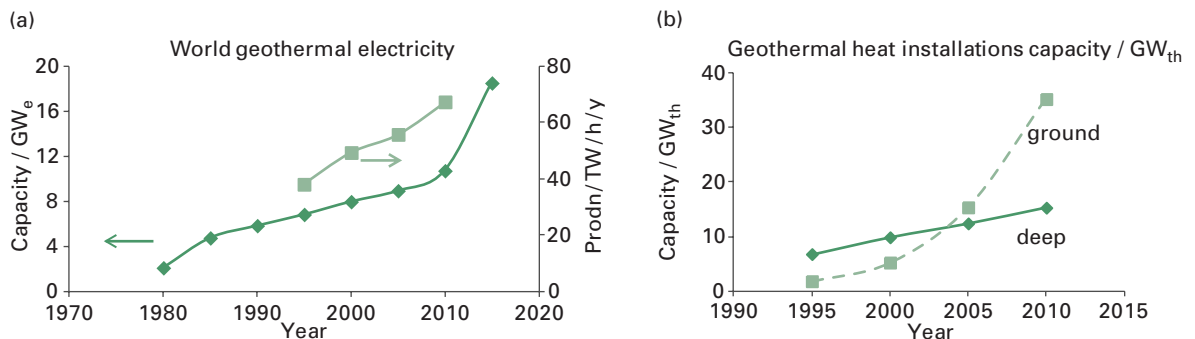 (a)
World geothermal electricity
20
16
12
8
4
0
Capacity / GWe
80
60
40
20
0
Prodn/TW/h/y
1970 1980 1990 2000 2010 2020
Year
(b)
Geothermal heat installations capacity / GWth
40
30
20
10
0
Capacity / GWth
ground
deep
1990 1995 2000 2005 2010 2015
Year